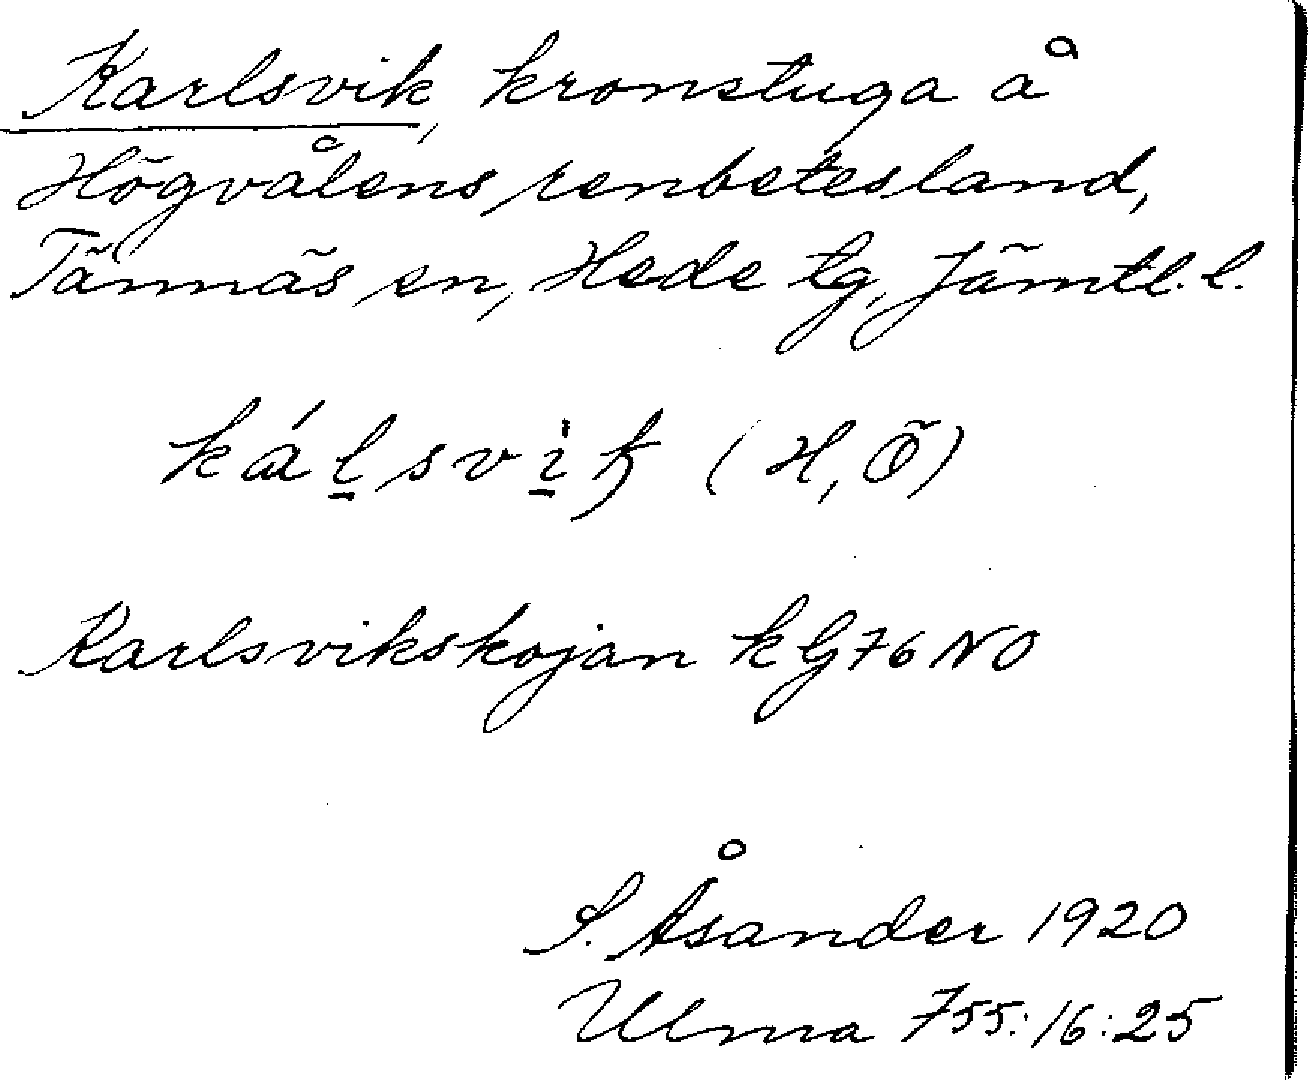 Karlsvik, kronstuga å
Högvålens renbetesland,
Tännäs sn, Hede tg, Jämtl. l.
kálsvik (H, Ö)
Karlsvikskojan kG76NO
S. Åsander 1920
Ulma 755:16:25